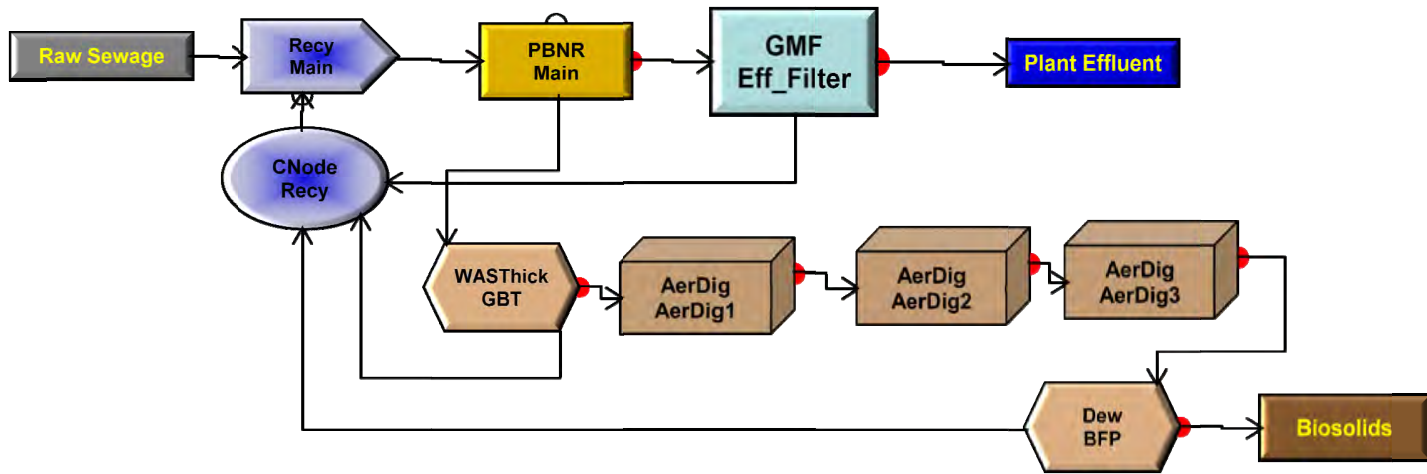 Raw Sewage
Recy
Main
PBNR
Main
GMF
Eff_Filter
Plant Effluent
CNode
Recy
WASThick
GBT
AerDig
AerDig1
AerDig
AerDig2
AerDig
AerDig3
Dew
BFP
Biosolids